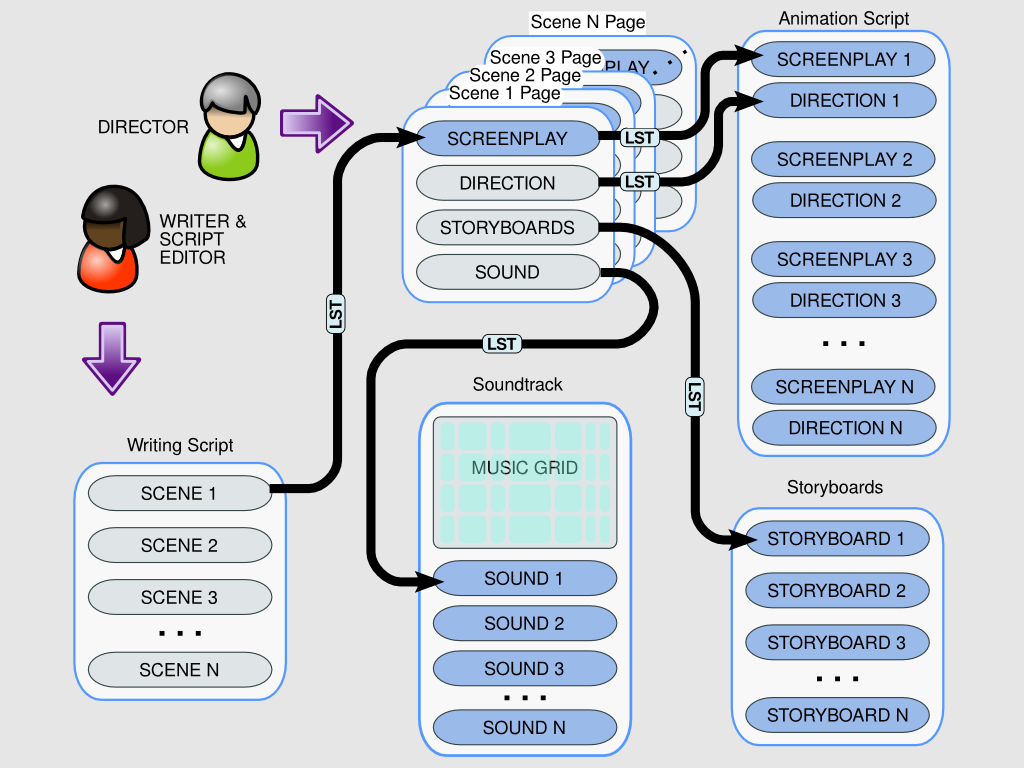 Scene N Page
Animation Script
Scene 3 Page
Scene 2 Page
Scene 1 Page
PLAY
DIRECTOR
WRITER &
SCRIPT
EDITOR
SCREENPLAY
DIRECTION
STORYBOARDS
SOUND
LST
LST
LST
LST
LST
SCREENPLAY 1
DIRECTION 1
SCREENPLAY 2
DIRECTION 2
SCREENPLAY 3
DIRECTION 3
. . .
SCREENPLAY N
DIRECTION N
Writing Script
SCENE 1
SCENE 2
SCENE 3
. . .
SCENE N
Soundtrack
MUSIC GRID
SOUND 1
SOUND 2
SOUND 3
. . .
SOUND N
Storyboards
STORYBOARD 1
STORYBOARD 2
STORYBOARD 3
. . .
STORYBOARD N